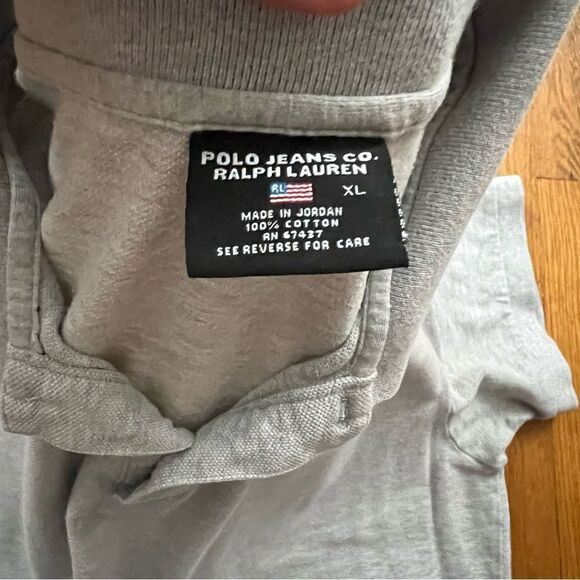 POLO JEANS CO.
RALPH LAUREN
RL XL
MADE IN JORDAN
100% COTTON
RN 67437
SEE REVERSE FOR CARE